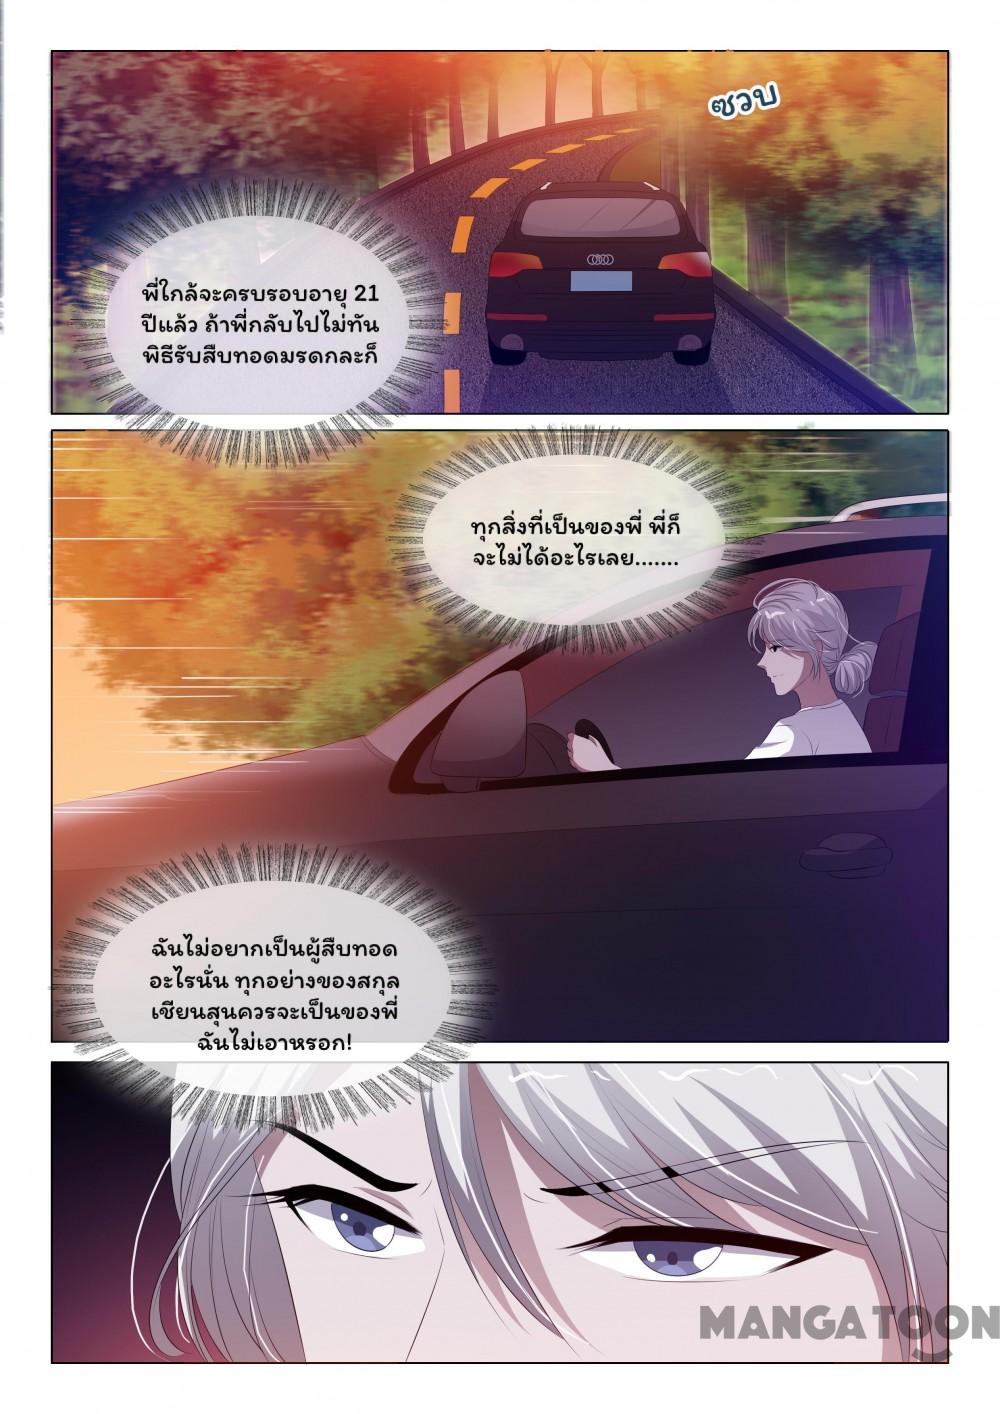 ซวบ
พี่ใกล้จะครบรอบอายุ 21
ปีแล้ว ถ้าพี่กลับไปไม่ทัน
พิธีรับสืบทอดมรดกละก็
ทุกสิ่งที่เป็นของพี่ พี่ก็
จะไม่ได้อะไรเลย.......
ฉันไม่อยากเป็นผู้สืบทอด
อะไรนั่น ทุกอย่างของสกุล
เชียนสุนควรจะเป็นของพี่
ฉันไม่เอาหรอก!
MANGATOON